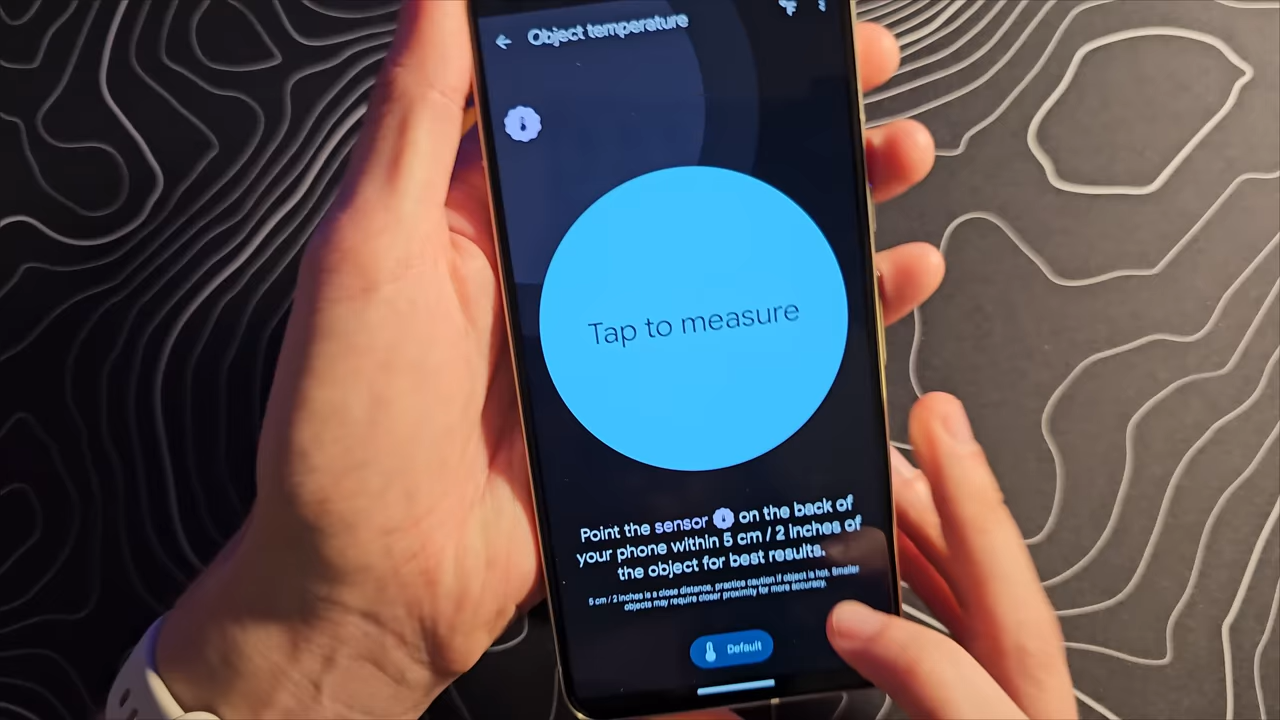 Object temperature
Tap to measure
Point the sensor on the back of
your phone within 5 cm / 2 inches of
the object for best results.
5 cm / 2 inches is a close distance, practice caution if object is hot. Smaller
objects may require closer proximity for more accuracy.
Default